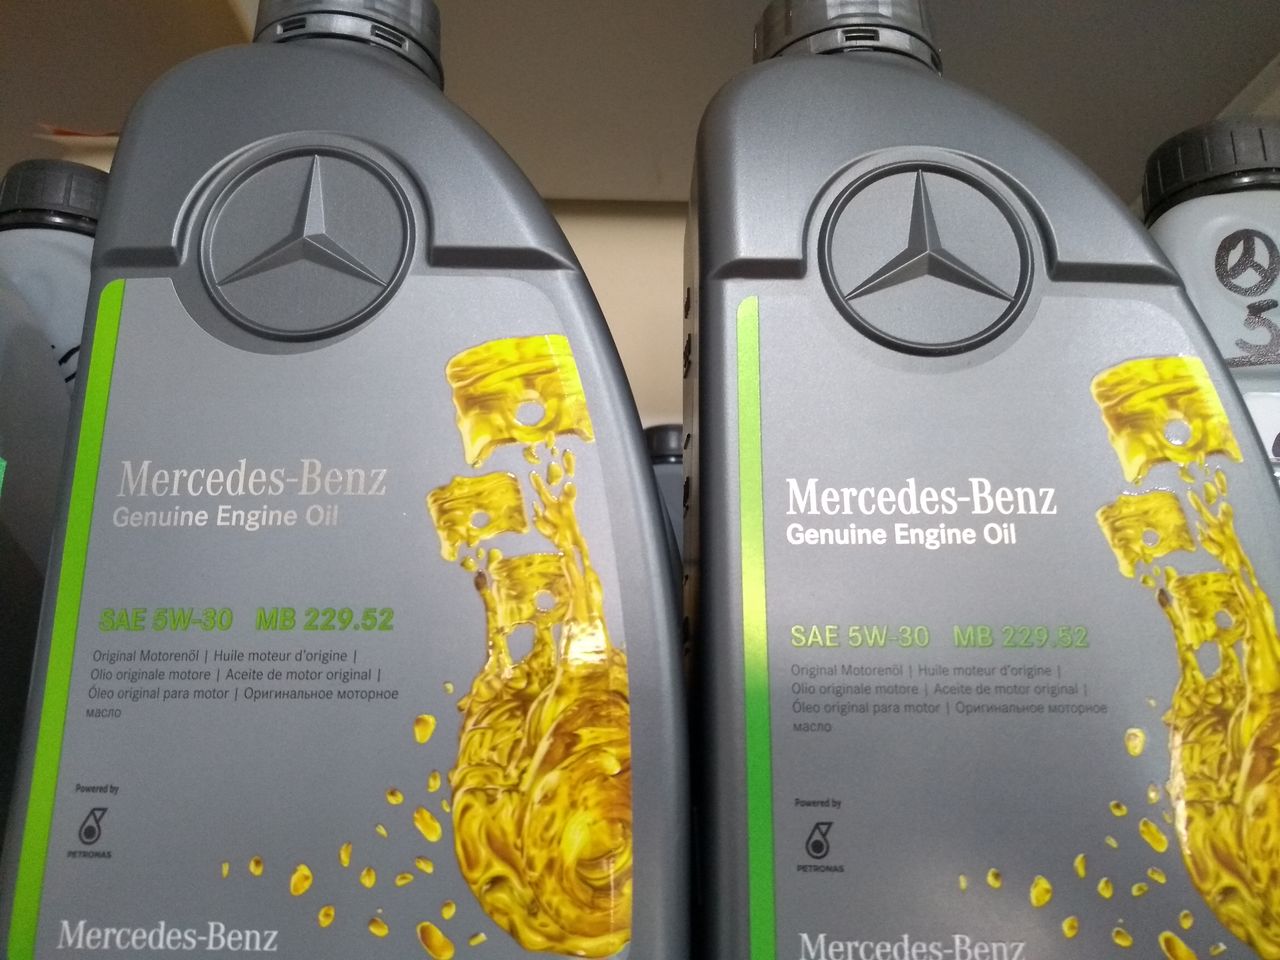 Mercedes-Benz
Genuine Engine Oil
SAE 5W-30 MB 229.52
Original Motorenöl | Huile moteur d'origine |
Olio originale motore | Aceite de motor original |
Óleo original para motor | Оригинальное моторное
масло
Powered by
PETRONAS
Mercedes-Benz
Mercedes-Benz
Genuine Engine Oil
SAE 5W-30 MB 229.52
Original Motorenöl | Huile moteur d'origine |
Olio originale motore | Aceite de motor original |
Óleo original para motor | Оригинальное моторное
масло
Powered by
PETRONAS
Mercedes-Benz
5